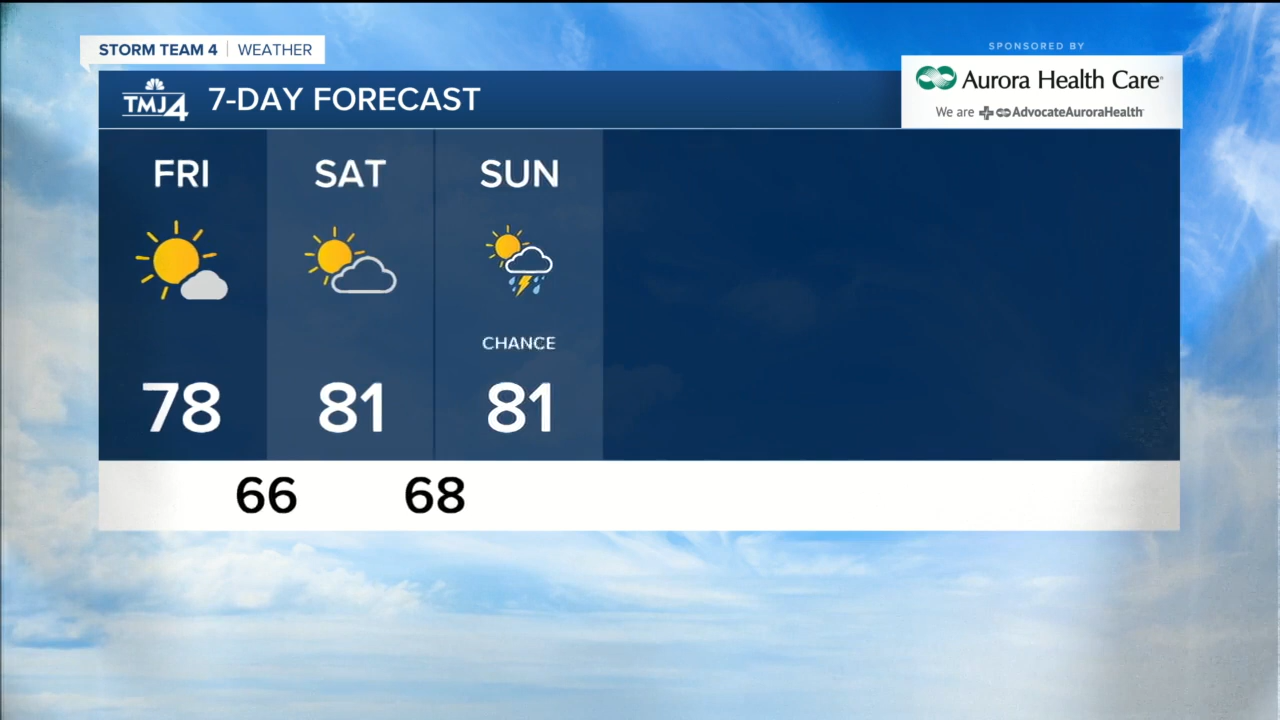 STORM TEAM 4 | WEATHER
SPONSORED BY
Aurora Health Care®
We are AdvocateAuroraHealth
TMJ4
7-DAY FORECAST
FRI SAT SUN
CHANCE
78 81 81
66 68